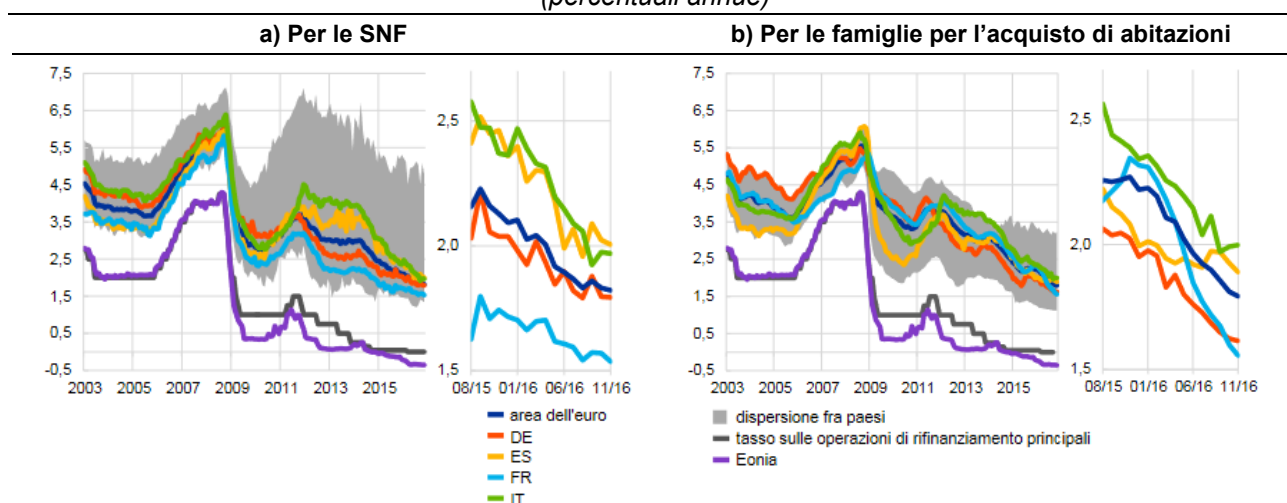 (percentuali annue)
a) Per le SNF
b) Per le famiglie per l'acquisto di abitazioni
7,5
6,5
5,5
4,5
3,5
2,5
1,5
0,5
-0,5
2003 2005 2007 2009 2011 2013 2015
2,5
2,0
1,5
08/15 01/16 06/16 11/16
7,5
6,5
5,5
4,5
3,5
2,5
1,5
0,5
-0,5
2003 2005 2007 2009 2011 2013 2015
2,5
2,0
1,5
08/15 01/16 06/16 11/16
area dell'euro
DE
ES
FR
IT
dispersione fra paesi
tasso sulle operazioni di rifinanziamento principali
Eonia